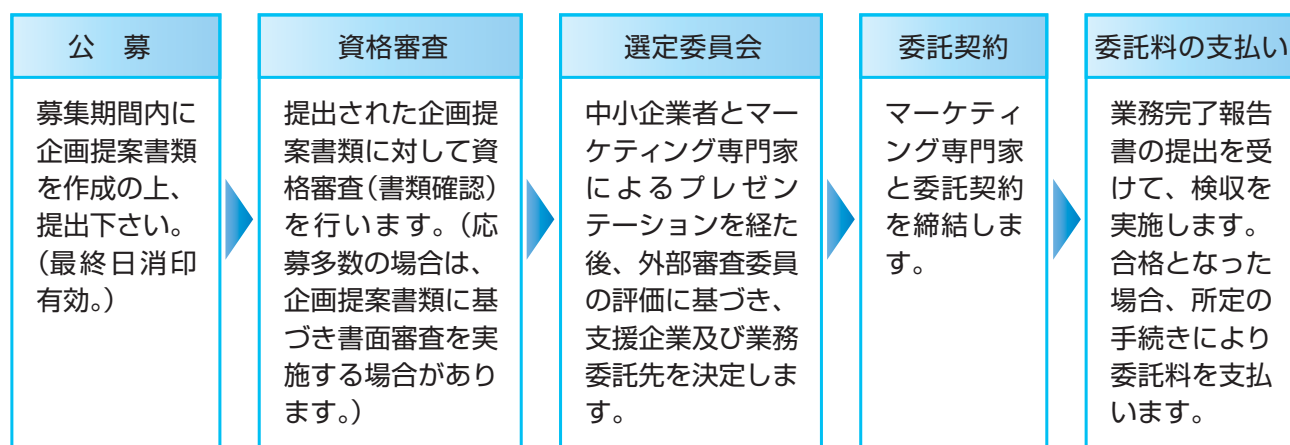 公　募
募集期間内に
企画提案書類
を作成の上、
提出下さい。
(最終日消印
有効。)
資格審査
提出された企画提
案書類に対して資
格審査(書類確認)
を行います。(応
募多数の場合は、
企画提案書類に基
づき書面審査を実
施する場合があり
ます。)
選定委員会
中小企業者とマー
ケティング専門家
によるプレゼン
テーションを経た
後、外部審査委員
の評価に基づき、
支援企業及び業務
委託先を決定しま
す。
委託契約
マーケティ
ング専門家
と委託契約
を締結しま
す。
委託料の支払い
業務完了報告
書の提出を受
けて、検収を
実施します。
合格となった
場合、所定の
手続きにより
委託料を支払
います。